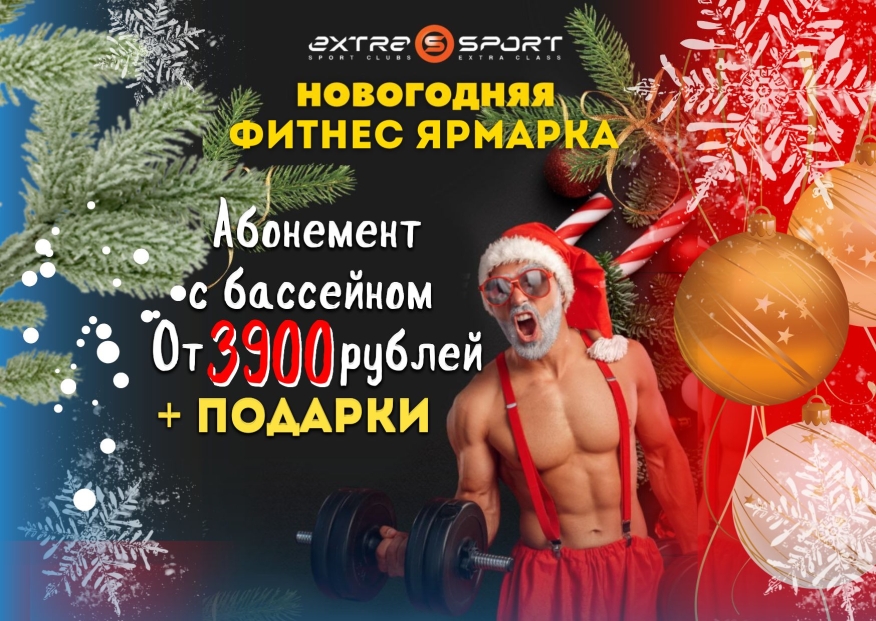 extra S SPORT
SPORT CLUBS EXTRA CLASS
НОВОГОДНЯЯ
ФИТНЕС ЯРМАРКА
Абонемент
с бассейном
От 3900 рублей
+ ПОДАРКИ